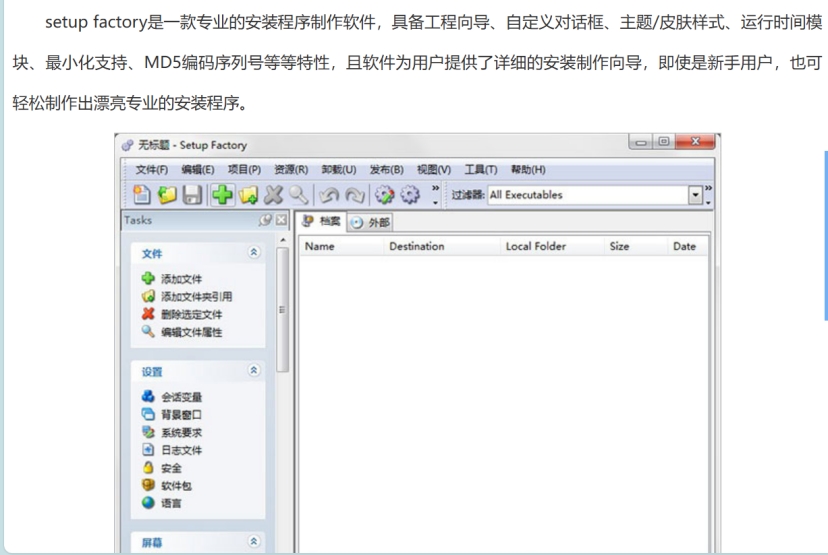 setup factory是一款专业的安装程序制作软件，具备工程向导、自定义对话框、主题/皮肤样式、运行时间模
块、最小化支持、MD5编码序列号等等特性，且软件为用户提供了详细的安装制作向导，即使是新手用户，也可
轻松制作出漂亮专业的安装程序。
无标题 - Setup Factory
文件(F) 编辑(E) 项目(P) 资源(R) 卸载(U) 发布(B) 视图(V) 工具(T) 帮助(H)
过滤器: All Executables
Tasks
档案 外部
Name Destination Local Folder Size Date
文件
添加文件
添加文件夹引用
删除选定文件
编辑文件属性
设置
会话变量
背景窗口
系统要求
日志文件
安全
软件包
语言
屏幕